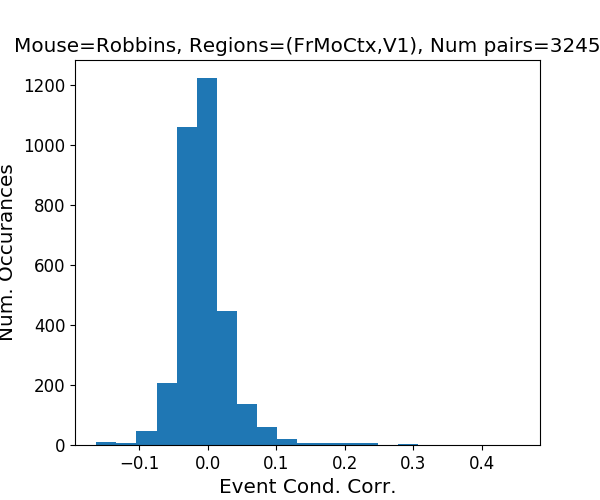 Mouse=Robbins, Regions=(FrMoCtx,V1), Num pairs=3245
1200
1000
800
600
400
200
0
Num. Occurances
−0.1 0.0 0.1 0.2 0.3 0.4
Event Cond. Corr.